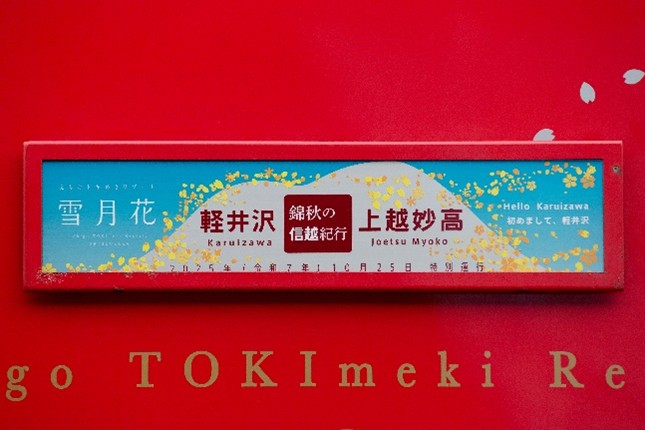 えちごトキめきリゾート
雪月花
軽井沢
Karuizawa
錦秋の
信越紀行
上越妙高
Joetsu Myoko
Hello Karuizawa
初めまして、軽井沢
2025年(令和7年)10月25日 特別運行
go TOKImeki Re